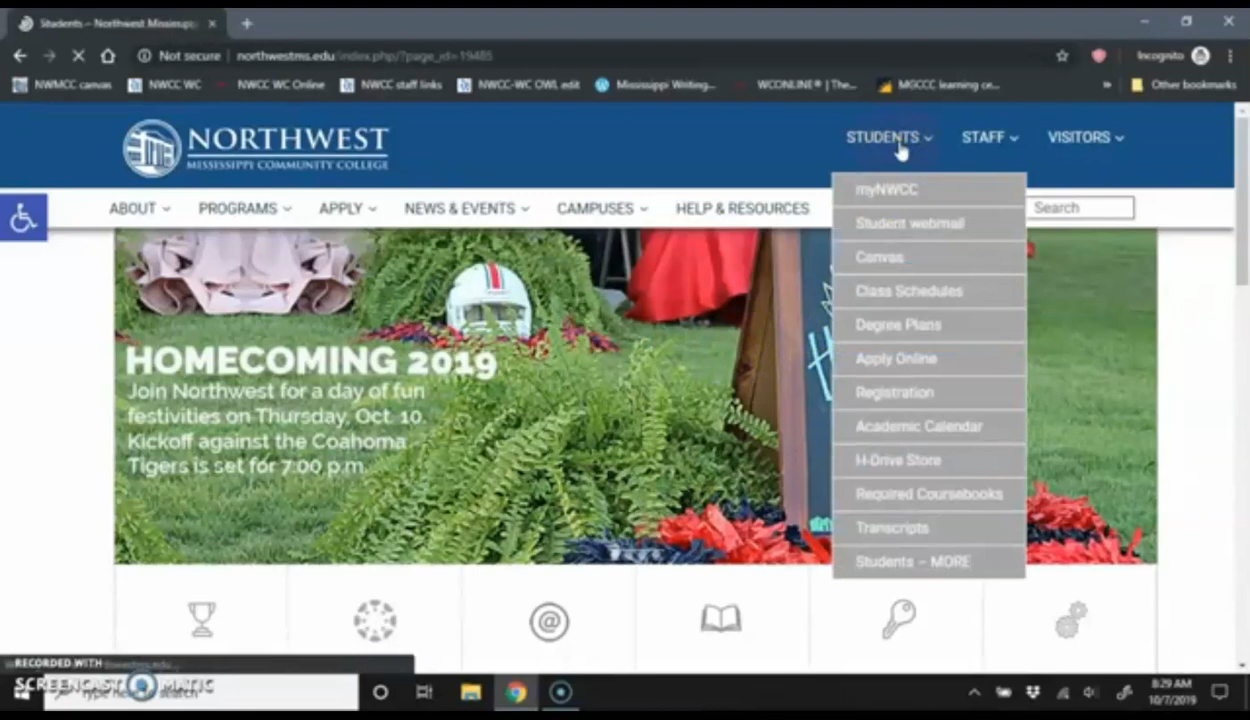 Students – Northwest Mississip
Not secure northwestms.edu/index.php/?page_id=19485 Incognito
NWMCC canvas NWCC WC NWCC WC Online NWCC staff links NWCC-WC OWL edit Mississippi Writing... WCONLINE® | The... MGCCC learning ce... » Other bookmarks
NORTHWEST
MISSISSIPPI COMMUNITY COLLEGE
STUDENTS STAFF VISITORS
ABOUT PROGRAMS APPLY NEWS & EVENTS CAMPUSES HELP & RESOURCES Search
myNWCC
Student webmail
Canvas
Class Schedules
Degree Plans
Apply Online
Registration
Academic Calendar
H-Drive Store
Required Coursebooks
Transcripts
Students – MORE
HOMECOMING 2019
Join Northwest for a day of fun
festivities on Thursday, Oct. 10.
Kickoff against the Coahoma
Tigers is set for 7:00 p.m.
RECORDED WITH
SCREENCAST MATIC
Type here to search
8:29 AM
10/7/2019